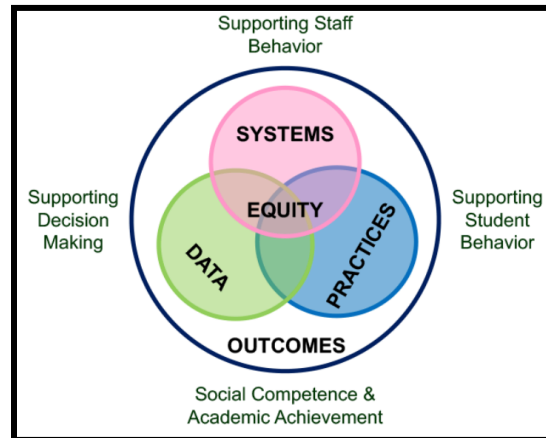 Supporting Staff
Behavior
SYSTEMS
Supporting
Decision
Making
EQUITY
Supporting
Student
Behavior
DATA
PRACTICES
OUTCOMES
Social Competence &
Academic Achievement